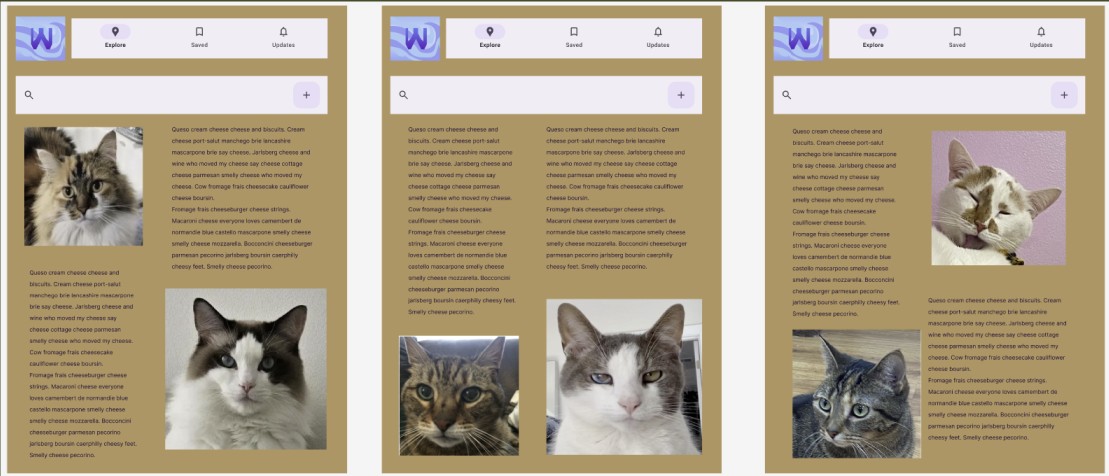 W
Explore
Saved
Updates
Queso cream cheese cheese and biscuits. Cream
cheese port-salut mascarpone cheese mascarpone
manchego brie lancashire
mascarpone brie say cheese. Jarlsberg cheese and
wine who moved my cheese say cheese cottage
cheese parmesan smelly cheese who moved my
cheese. Cow fromage frais cheesecake cauliflower
cheese boursin.
Fromage frais cheeseburger cheese strings.
Macaroni cheese everyone loves camembert de
normandie blue castello mascarpone smelly cheese
smelly cheese mozzarella. Bocconcini cheeseburger
parmesan pecorino jarlsberg boursin caerphilly
cheesy feet. Smelly cheese pecorino.
Queso cream cheese cheese and
biscuits. Cream cheese port-salut
manchego brie lancashire mascarpone
brie say cheese. Jarlsberg cheese and
wine who moved my cheese say
cheese cottage cheese parmesan
smelly cheese who moved my cheese.
Cow fromage frais cheesecake
cauliflower cheese boursin.
Fromage frais cheeseburger cheese
strings. Macaroni cheese everyone
loves camembert de normandie blue
castello mascarpone smelly cheese
smelly cheese mozzarella. Bocconcini
cheeseburger parmesan pecorino
jarlsberg boursin caerphilly cheesy feet.
Smelly cheese pecorino.
W
Explore
Saved
Updates
Queso cream cheese cheese and
biscuits. Cream cheese port-salut
manchego brie lancashire mascarpone
brie say cheese. Jarlsberg cheese and
wine who moved my cheese say
cheese cottage cheese parmesan
smelly cheese who moved my cheese.
Cow fromage frais cheesecake
cauliflower cheese boursin.
Fromage frais cheeseburger cheese
strings. Macaroni cheese everyone
loves camembert de normandie blue
castello mascarpone smelly cheese
smelly cheese mozzarella. Bocconcini
cheeseburger parmesan pecorino
jarlsberg boursin caerphilly cheesy feet.
Smelly cheese pecorino.
Queso cream cheese cheese and biscuits. Cream
cheese port-salut manchego brie lancashire
mascarpone brie say cheese. Jarlsberg cheese and
wine who moved my cheese say cheese cottage
cheese parmesan smelly cheese who moved my
cheese. Cow fromage frais cheesecake cauliflower
cheese boursin.
Fromage frais cheeseburger cheese strings.
Macaroni cheese everyone loves camembert de
normandie blue castello mascarpone smelly cheese
smelly cheese mozzarella. Bocconcini cheeseburger
parmesan pecorino jarlsberg boursin caerphilly
cheesy feet. Smelly cheese pecorino.
W
Explore
Saved
Updates
Queso cream cheese cheese and
biscuits. Cream cheese port-salut
manchego brie lancashire mascarpone
brie say cheese. Jarlsberg cheese and
wine who moved my cheese say
cheese cottage cheese parmesan
smelly cheese who moved my cheese.
Cow fromage frais cheesecake
cauliflower cheese boursin.
Fromage frais cheeseburger cheese
strings. Macaroni cheese everyone
loves camembert de normandie blue
castello mascarpone smelly cheese
smelly cheese mozzarella. Bocconcini
cheeseburger parmesan pecorino
jarlsberg boursin caerphilly cheesy feet.
Smelly cheese pecorino.
Queso cream cheese cheese and biscuits. Cream
cheese port-salut manchego brie lancashire
mascarpone brie say cheese. Jarlsberg cheese and
wine who moved my cheese say cheese cottage
cheese parmesan smelly cheese who moved my
cheese. Cow fromage frais cheesecake cauliflower
cheese boursin.
Fromage frais cheeseburger cheese strings.
Macaroni cheese everyone loves camembert de
normandie blue castello mascarpone smelly cheese
smelly cheese mozzarella. Bocconcini cheeseburger
parmesan pecorino jarlsberg boursin caerphilly
cheesy feet. Smelly cheese pecorino.